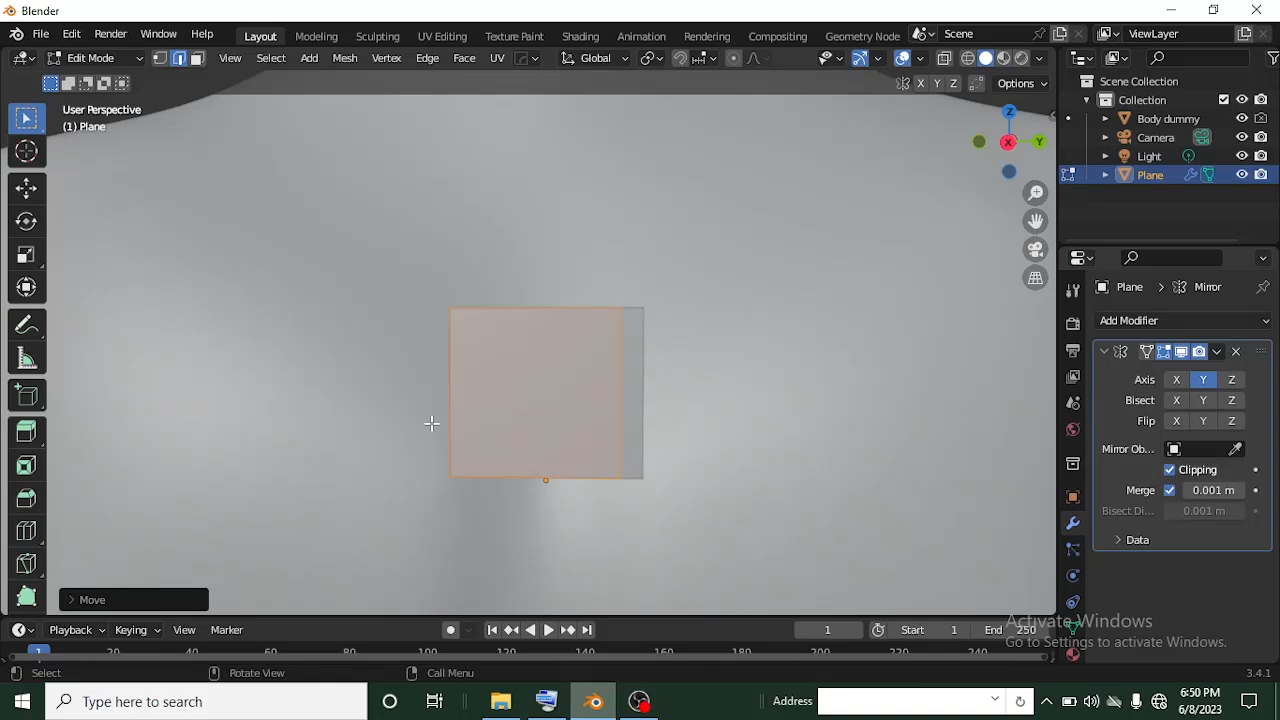 Blender
File Edit Render Window Help
Layout Modeling Sculpting UV Editing Texture Paint Shading Animation Rendering Compositing Geometry Node
Scene
ViewLayer
Edit Mode
View Select Add Mesh Vertex Edge Face UV
Global
X Y Z
Options
User Perspective
(1) Plane
Z
X
Y
Scene Collection
Collection
Body dummy
Camera
Light
Plane
Plane
Mirror
Add Modifier
Axis X Y Z
Bisect X Y Z
Flip X Y Z
Mirror Ob...
Clipping
Merge 0.001 m
Bisect Di... 0.001 m
Data
Move
Playback Keying View Marker
1
Start 1
End 250
1 20 40 60 80 100 120 140 160 180 200 220 240
Activate Windows
Go to Settings to activate Windows.
Select
Rotate View
Call Menu
3.4.1
Type here to search
Address
6:50 PM
6/8/2023